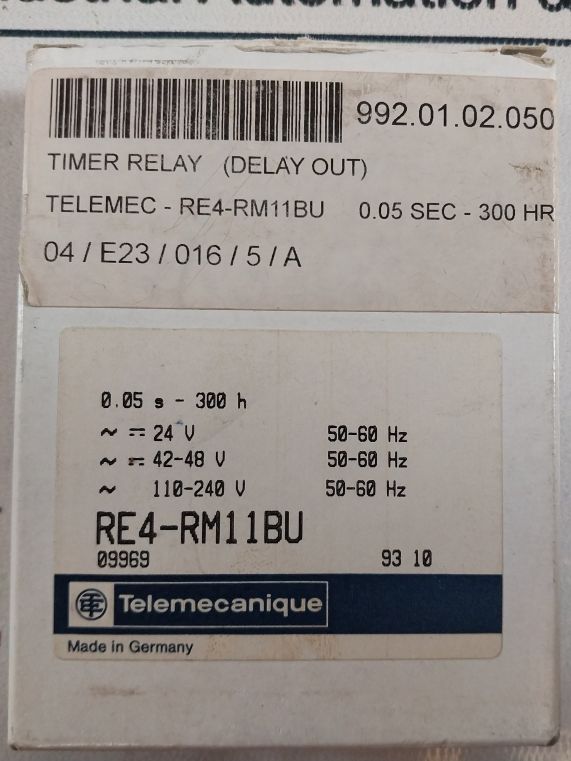 Automation
992.01.02.050
TIMER RELAY (DELAY OUT)
TELEMEC - RE4-RM11BU 0.05 SEC - 300 HR
04 / E23 / 016 / 5 / A
0.05 s - 300 h
~ ⎓ 24 V 50-60 Hz
~ ⎓ 42-48 V 50-60 Hz
~ 110-240 V 50-60 Hz
RE4-RM11BU
09969 93 10
Telemecanique
Made in Germany